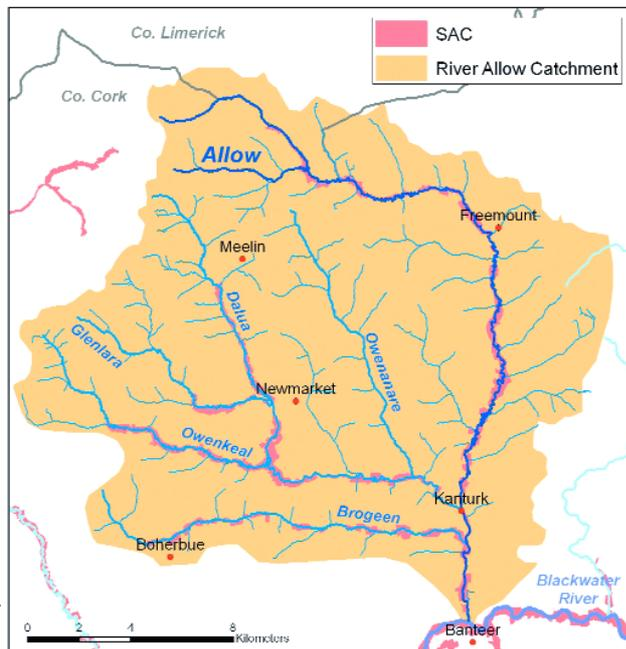 SAC
River Allow Catchment
Co. Limerick
Co. Cork
Allow
Freemount
Meelin
Dalua
Glenlara
Owenanare
Newmarket
Owenkeal
Kanturk
Brogeen
Boherbue
Blackwater
River
Banteer
0 2 4 8
Kilometers